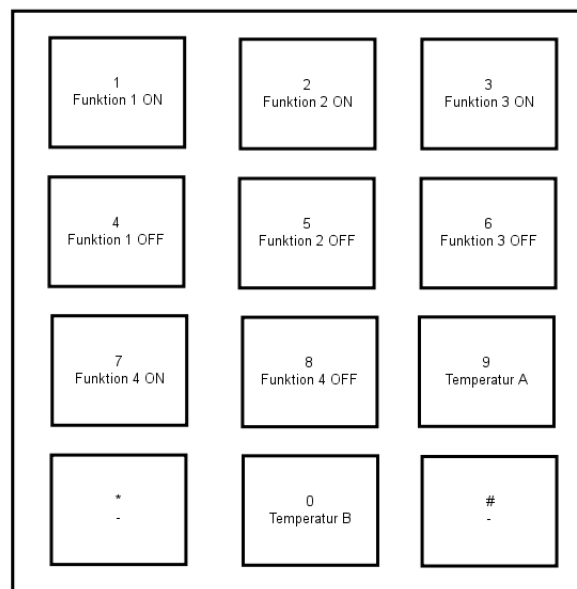 1
Funktion 1 ON
2
Funktion 2 ON
3
Funktion 3 ON
4
Funktion 1 OFF
5
Funktion 2 OFF
6
Funktion 3 OFF
7
Funktion 4 ON
8
Funktion 4 OFF
9
Temperatur A
*
-
0
Temperatur B
#
-